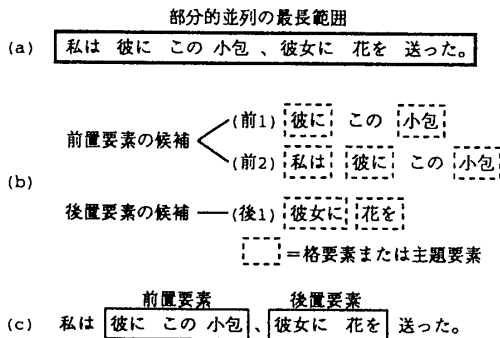 部分的並列の最長範囲
(a) 私は 彼に この 小包 、彼女に 花を 送った。
(前1) 彼に この 小包
前置要素の候補
(前2) 私は 彼に この 小包
(b)
後置要素の候補 (後1) 彼女に 花を
=格要素または主題要素
前置要素 後置要素
(c) 私は 彼に この 小包 、彼女に 花を 送った。